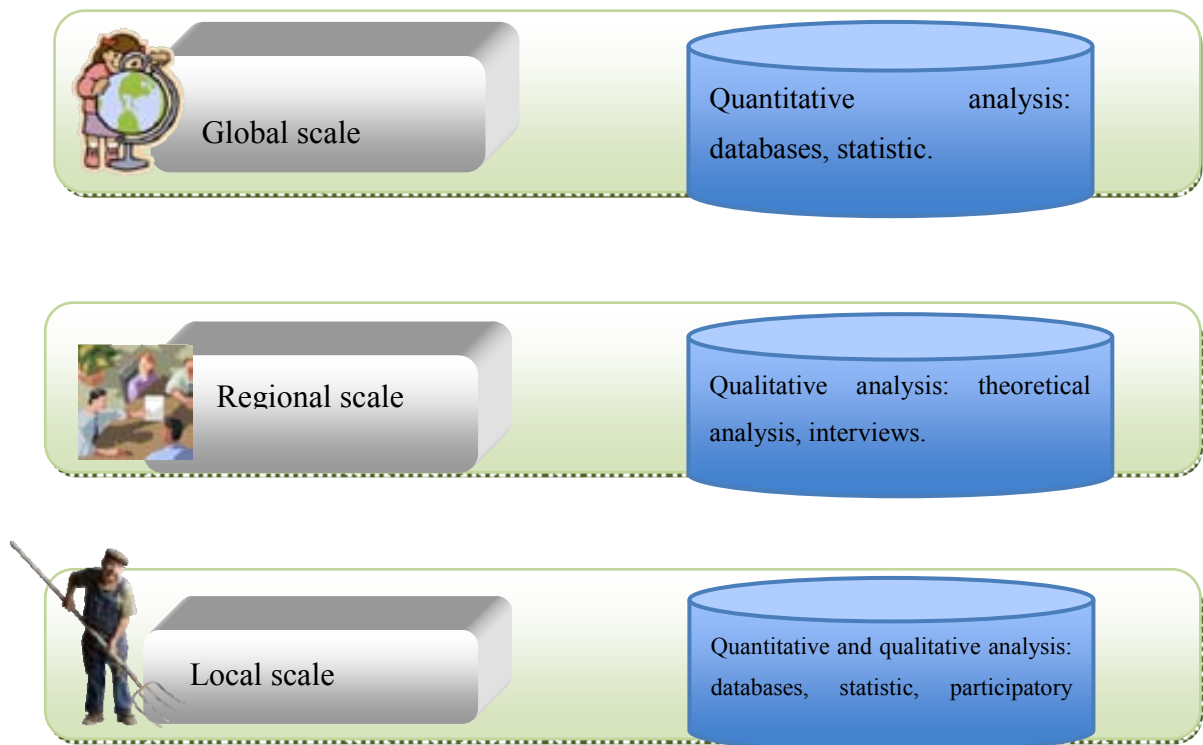 Global scale
Quantitative analysis:
databases, statistic.
Regional scale
Qualitative analysis: theoretical
analysis, interviews.
Local scale
Quantitative and qualitative analysis:
databases, statistic, participatory